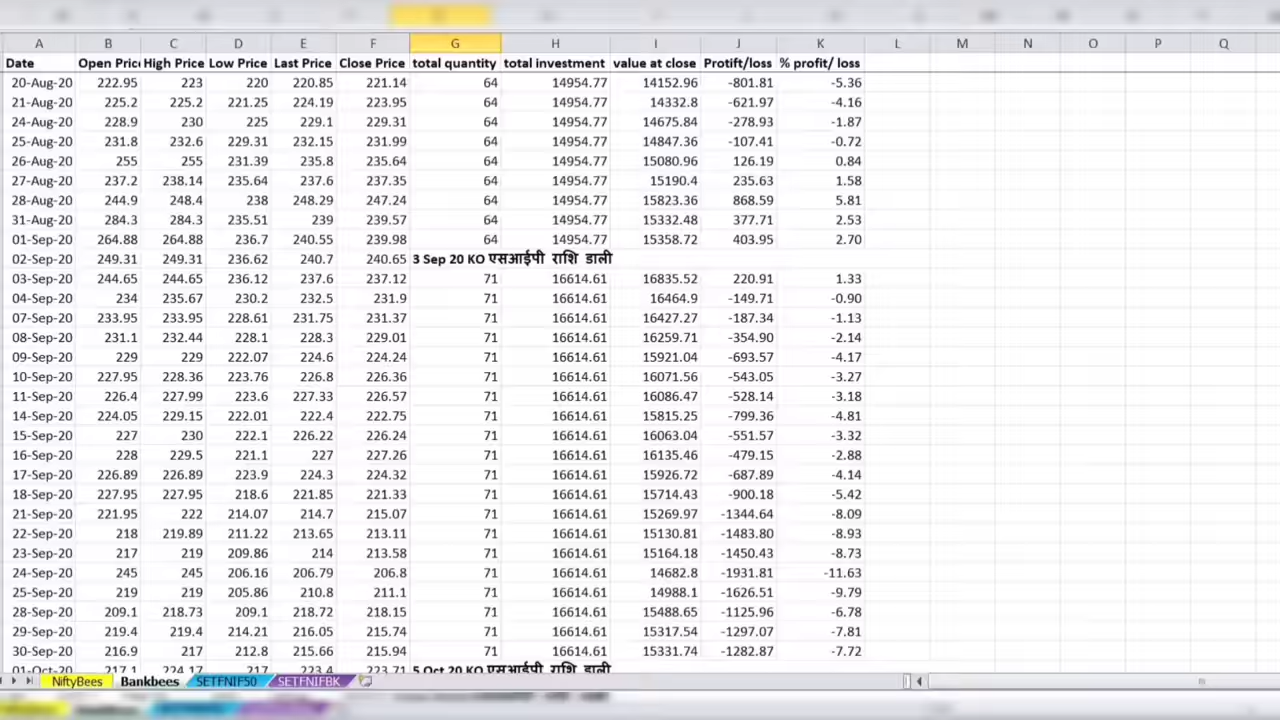 A B C D E F G H I J K L M N O P Q
Date Open Pric High Price Low Price Last Price Close Price total quantity total investment value at close Protift/loss % profit/ loss
20-Aug-20 222.95 223 220 220.85 221.14 64 14954.77 14152.96 -801.81 -5.36
21-Aug-20 225.2 225.2 221.25 224.19 223.95 64 14954.77 14332.8 -621.97 -4.16
24-Aug-20 228.9 230 225 229.1 229.31 64 14954.77 14675.84 -278.93 -1.87
25-Aug-20 231.8 232.6 229.31 232.15 231.99 64 14954.77 14847.36 -107.41 -0.72
26-Aug-20 255 255 231.39 235.8 235.64 64 14954.77 15080.96 126.19 0.84
27-Aug-20 237.2 238.14 235.64 237.6 237.35 64 14954.77 15190.4 235.63 1.58
28-Aug-20 244.9 248.4 238 248.29 247.24 64 14954.77 15823.36 868.59 5.81
31-Aug-20 284.3 284.3 235.51 239 239.57 64 14954.77 15332.48 377.71 2.53
01-Sep-20 264.88 264.88 236.7 240.55 239.98 64 14954.77 15358.72 403.95 2.70
02-Sep-20 249.31 249.31 236.62 240.7 240.65 3 Sep 20 KO एसआईपी राशि डाली
03-Sep-20 244.65 244.65 236.12 237.6 237.12 71 16614.61 16835.52 220.91 1.33
04-Sep-20 234 235.67 230.2 232.5 231.9 71 16614.61 16464.9 -149.71 -0.90
07-Sep-20 233.95 233.95 228.61 231.75 231.37 71 16614.61 16427.27 -187.34 -1.13
08-Sep-20 231.1 232.44 228.1 228.3 229.01 71 16614.61 16259.71 -354.90 -2.14
09-Sep-20 229 229 222.07 224.6 224.24 71 16614.61 15921.04 -693.57 -4.17
10-Sep-20 227.95 228.36 223.76 226.8 226.36 71 16614.61 16071.56 -543.05 -3.27
11-Sep-20 226.4 227.99 223.6 227.33 226.57 71 16614.61 16086.47 -528.14 -3.18
14-Sep-20 224.05 229.15 222.01 222.4 222.75 71 16614.61 15815.25 -799.36 -4.81
15-Sep-20 227 230 222.1 226.22 226.24 71 16614.61 16063.04 -551.57 -3.32
16-Sep-20 228 229.5 221.1 227 227.26 71 16614.61 16135.46 -479.15 -2.88
17-Sep-20 226.89 226.89 223.9 224.3 224.32 71 16614.61 15926.72 -687.89 -4.14
18-Sep-20 227.95 227.95 218.6 221.85 221.33 71 16614.61 15714.43 -900.18 -5.42
21-Sep-20 221.95 222 214.07 214.7 215.07 71 16614.61 15269.97 -1344.64 -8.09
22-Sep-20 218 219.89 211.22 213.65 213.11 71 16614.61 15130.81 -1483.80 -8.93
23-Sep-20 217 219 209.86 214 213.58 71 16614.61 15164.18 -1450.43 -8.73
24-Sep-20 245 245 206.16 206.79 206.8 71 16614.61 14682.8 -1931.81 -11.63
25-Sep-20 219 219 205.86 210.8 211.1 71 16614.61 14988.1 -1626.51 -9.79
28-Sep-20 209.1 218.73 209.1 218.72 218.15 71 16614.61 15488.65 -1125.96 -6.78
29-Sep-20 219.4 219.4 214.21 216.05 215.74 71 16614.61 15317.54 -1297.07 -7.81
30-Sep-20 216.9 217 212.8 215.66 215.94 71 16614.61 15331.74 -1282.87 -7.72
01-Oct-20 217.1 224.17 217 223.4 223.71 5 Oct 20 KO एसआईपी राशि डाली
NiftyBees Bankbees SETFNIF50 SETFNIFBK